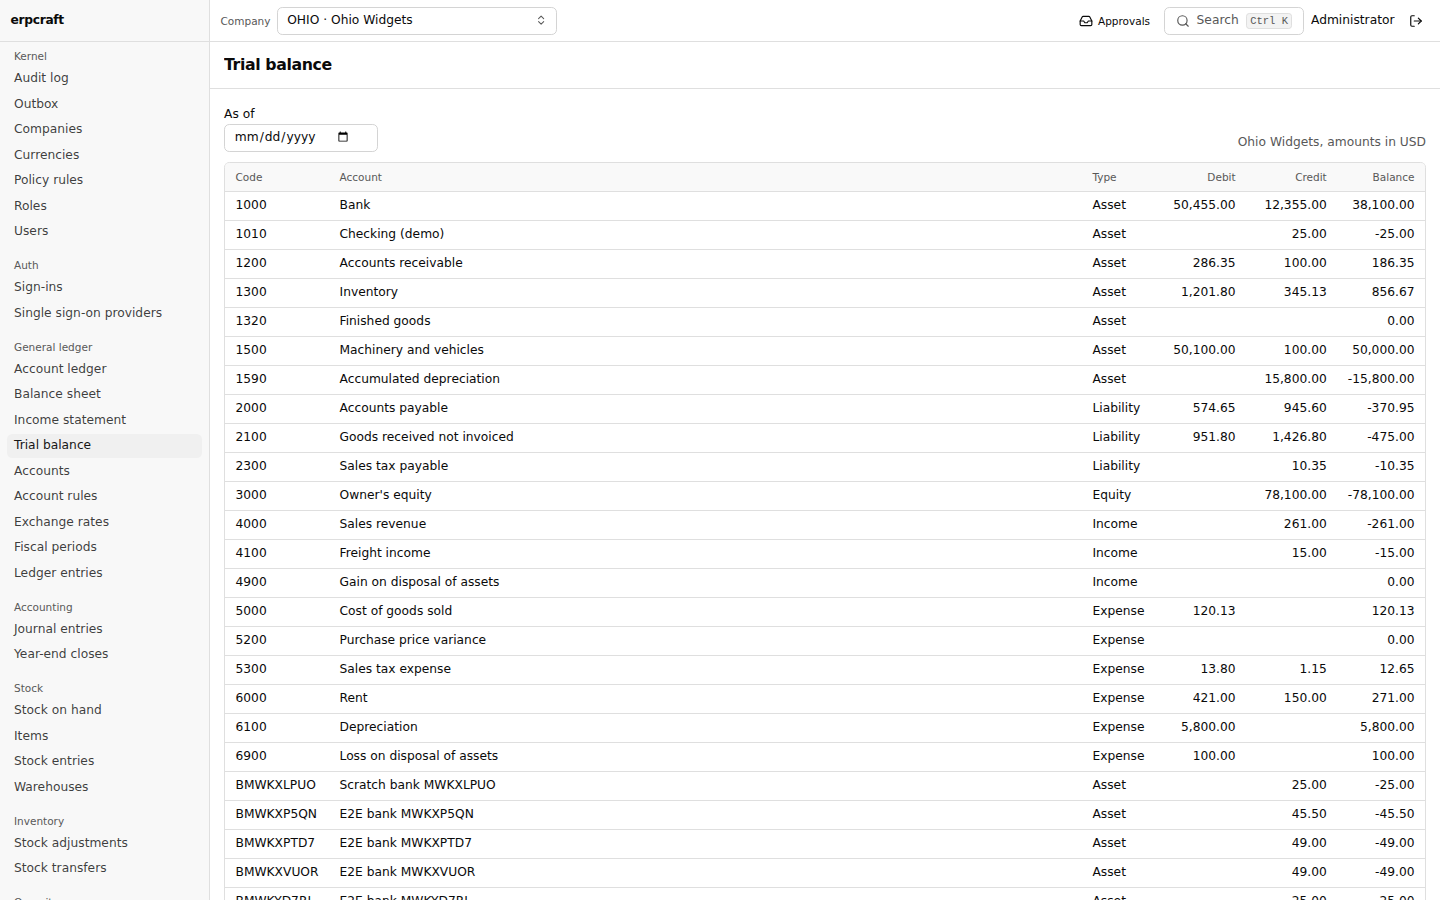 erpcraft
Company OHIO · Ohio Widgets
Approvals Search Ctrl K Administrator
Kernel
Audit log
Outbox
Companies
Currencies
Policy rules
Roles
Users
Auth
Sign-ins
Single sign-on providers
General ledger
Account ledger
Balance sheet
Income statement
Trial balance
Accounts
Account rules
Exchange rates
Fiscal periods
Ledger entries
Accounting
Journal entries
Year-end closes
Stock
Stock on hand
Items
Stock entries
Warehouses
Inventory
Stock adjustments
Stock transfers
Trial balance
As of
mm/dd/yyyy
Ohio Widgets, amounts in USD
Code Account Type Debit Credit Balance
1000 Bank Asset 50,455.00 12,355.00 38,100.00
1010 Checking (demo) Asset 25.00 -25.00
1200 Accounts receivable Asset 286.35 100.00 186.35
1300 Inventory Asset 1,201.80 345.13 856.67
1320 Finished goods Asset 0.00
1500 Machinery and vehicles Asset 50,100.00 100.00 50,000.00
1590 Accumulated depreciation Asset 15,800.00 -15,800.00
2000 Accounts payable Liability 574.65 945.60 -370.95
2100 Goods received not invoiced Liability 951.80 1,426.80 -475.00
2300 Sales tax payable Liability 10.35 -10.35
3000 Owner's equity Equity 78,100.00 -78,100.00
4000 Sales revenue Income 261.00 -261.00
4100 Freight income Income 15.00 -15.00
4900 Gain on disposal of assets Income 0.00
5000 Cost of goods sold Expense 120.13 120.13
5200 Purchase price variance Expense 0.00
5300 Sales tax expense Expense 13.80 1.15 12.65
6000 Rent Expense 421.00 150.00 271.00
6100 Depreciation Expense 5,800.00 5,800.00
6900 Loss on disposal of assets Expense 100.00 100.00
BMWKXLPUO Scratch bank MWKXLPUO Asset 25.00 -25.00
BMWKXP5QN E2E bank MWKXP5QN Asset 45.50 -45.50
BMWKXPTD7 E2E bank MWKXPTD7 Asset 49.00 -49.00
BMWKXVUOR E2E bank MWKXVUOR Asset 49.00 -49.00